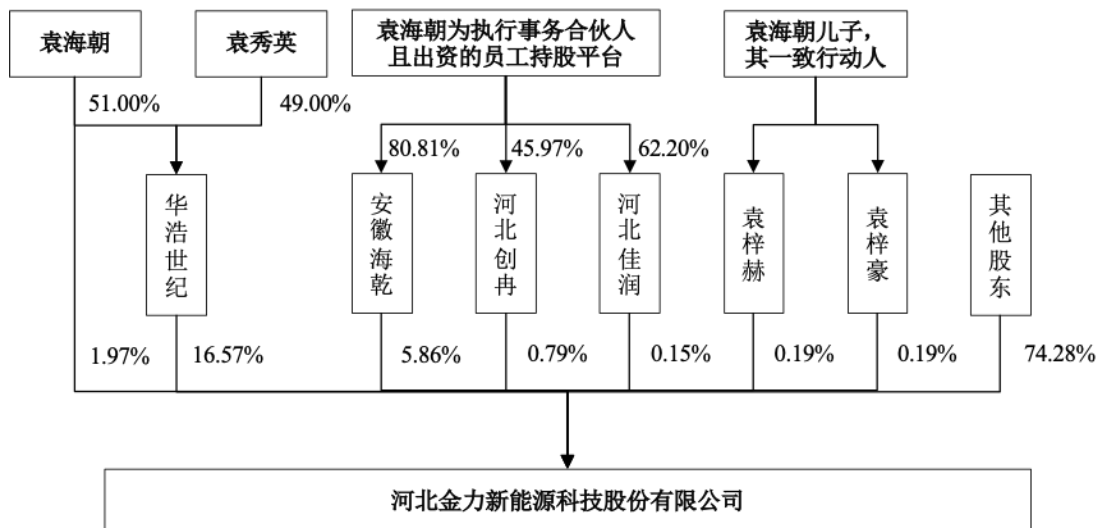 袁海朝
袁秀英
袁海朝为执行事务合伙人
且出资的员工持股平台
袁海朝儿子，
其一致行动人
51.00%
49.00%
80.81%
45.97%
62.20%
华浩世纪
安徽海乾
河北创冉
河北佳润
袁梓赫
袁梓豪
其他股东
1.97%
16.57%
5.86%
0.79%
0.15%
0.19%
0.19%
74.28%
河北金力新能源科技股份有限公司